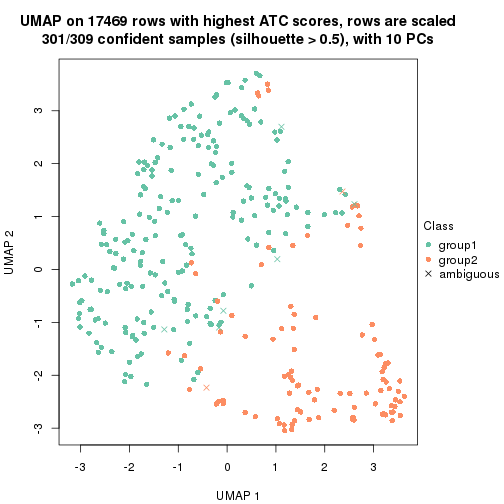 UMAP on 17469 rows with highest ATC scores, rows are scaled
301/309 confident samples (silhouette > 0.5), with 10 PCs
UMAP 2
3
2
1
0
-1
-2
-3
-3 -2 -1 0 1 2 3
UMAP 1
Class
group1
group2
ambiguous